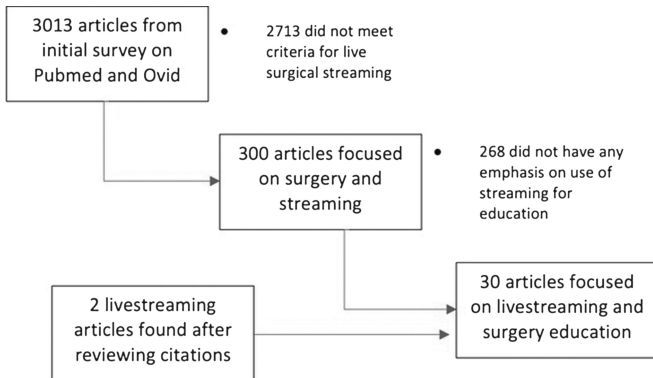 3013 articles from
initial survey on
Pubmed and Ovid
• 2713 did not meet
criteria for live
surgical streaming
300 articles focused
on surgery and
streaming
• 268 did not have any
emphasis on use of
streaming for
education
2 livestreaming
articles found after
reviewing citations
30 articles focused
on livestreaming and
surgery education